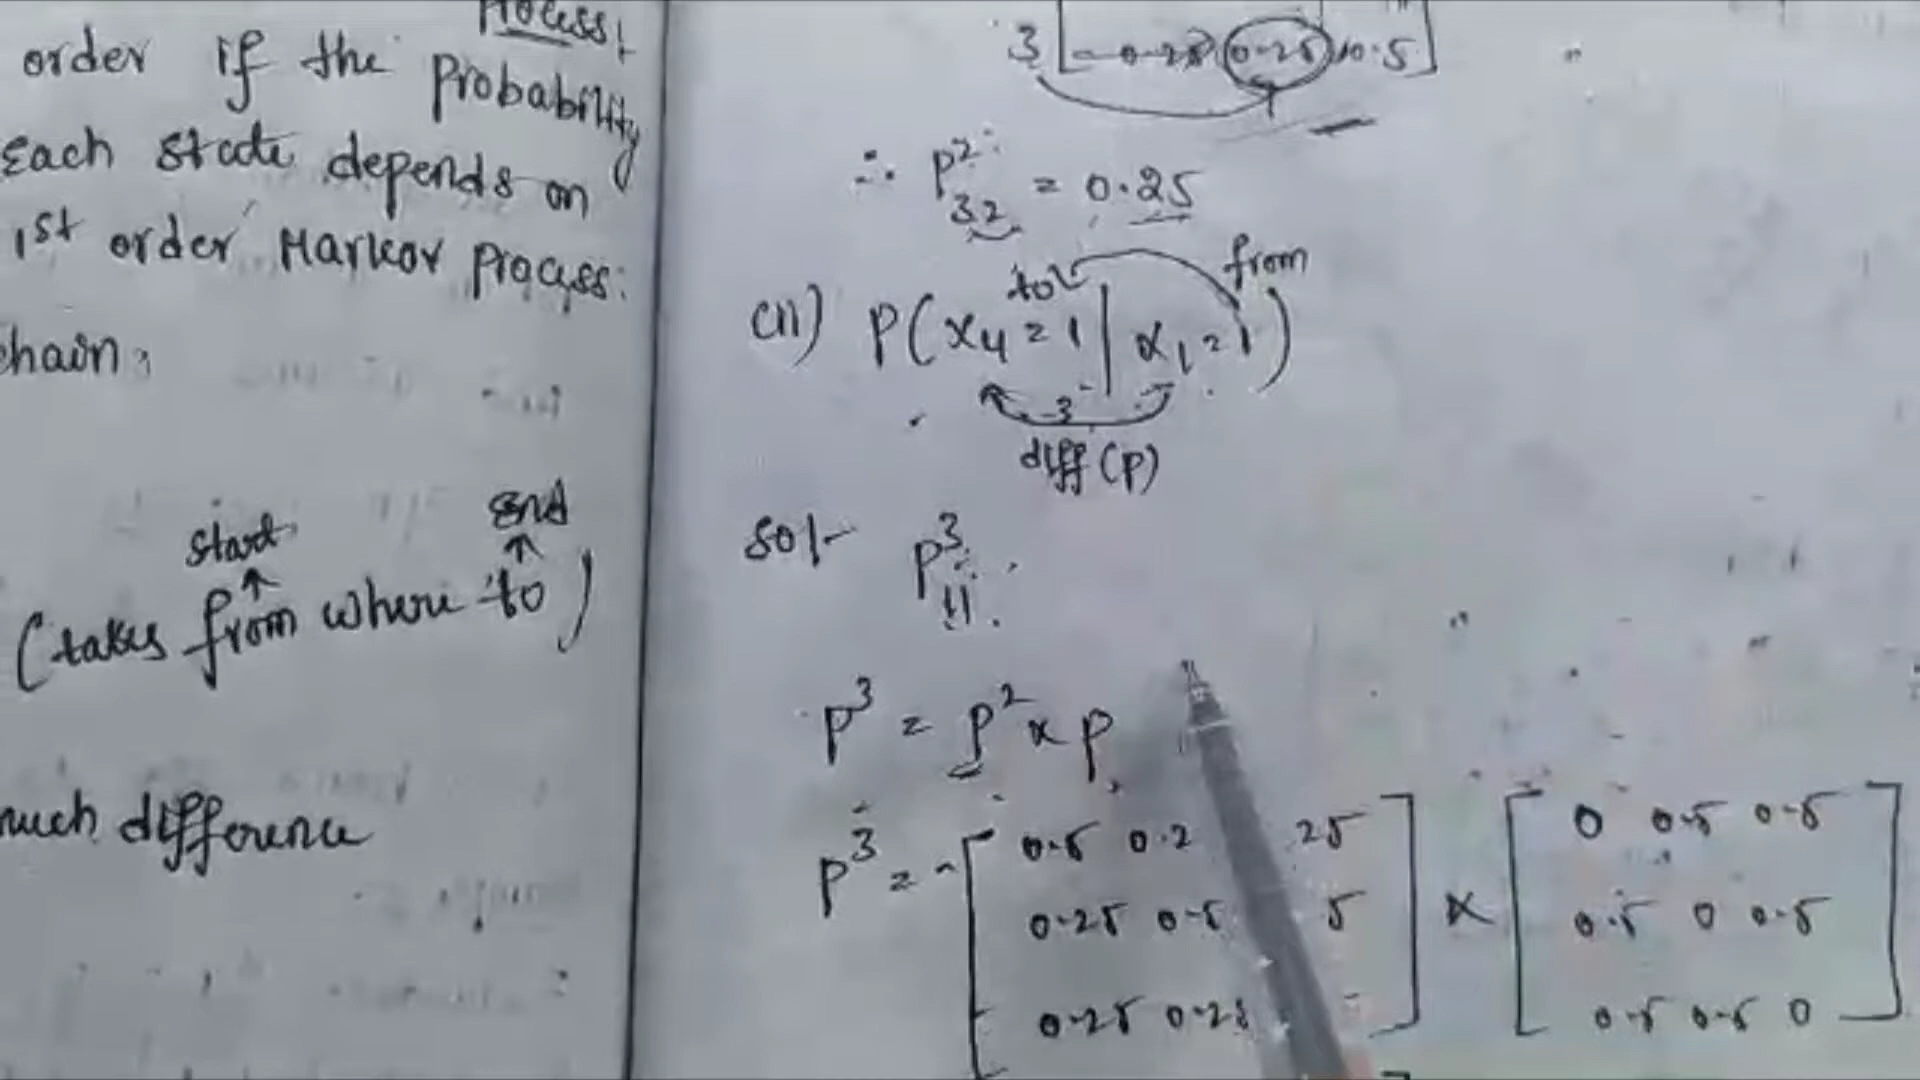 Process:
order if the probability
Each state depends on
1st order Markov Process:
chain:
start end
(takes from where to)
much difference
3 0.25 0.25 0.5
∴ P²₃₂ = 0.25
to from
(ii) P(x₄ = 1 | x₁ = 1)
3
diff (P)
Sol- P³₁₁
P³ = P² x P
P³ = 0.5 0.2 25 x 0 0.5 0.5
0.25 0.5 5 0.5 0 0.5
0.25 0.25 0.5 0.5 0